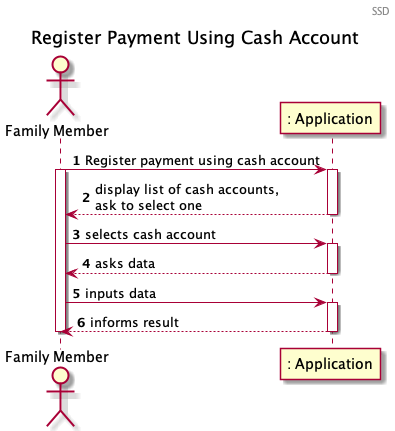 SSD
Register Payment Using Cash Account
Family Member
: Application
1 Register payment using cash account
2 display list of cash accounts,
ask to select one
3 selects cash account
4 asks data
5 inputs data
6 informs result
Family Member
: Application